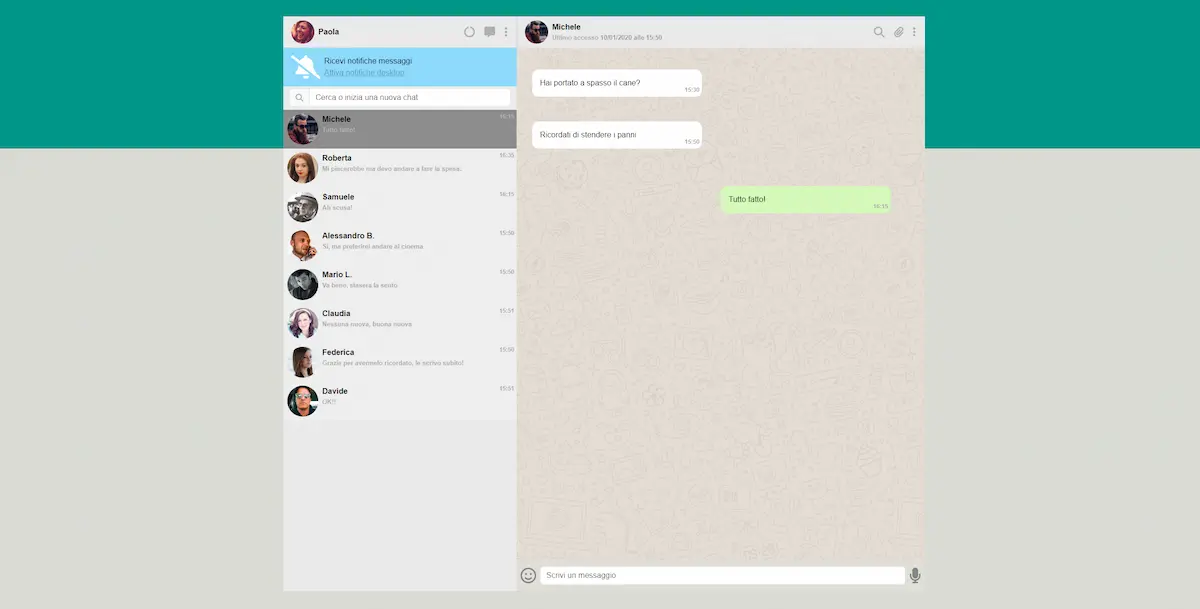 Paola
Ricevi notifiche messaggi
Attiva notifiche desktop
Cerca o inizia una nuova chat
Michele
16:15
Tutto fatto!
Roberta
16:35
Mi piacerebbe ma devo andare a fare la spesa.
Samuele
16:15
Ah scusa!
Alessandro B.
15:50
Si, ma preferirei andare al cinema
Mario L.
15:50
Va bene, stasera la sento
Claudia
15:51
Nessuna nuova, buona nuova
Federica
15:50
Grazie per avermelo ricordato, le scrivo subito!
Davide
15:51
OK!!
Michele
Ultimo accesso 10/01/2020 alle 15:50
Hai portato a spasso il cane?
15:30
Ricordati di stendere i panni
15:50
Tutto fatto!
16:15
Scrivi un messaggio